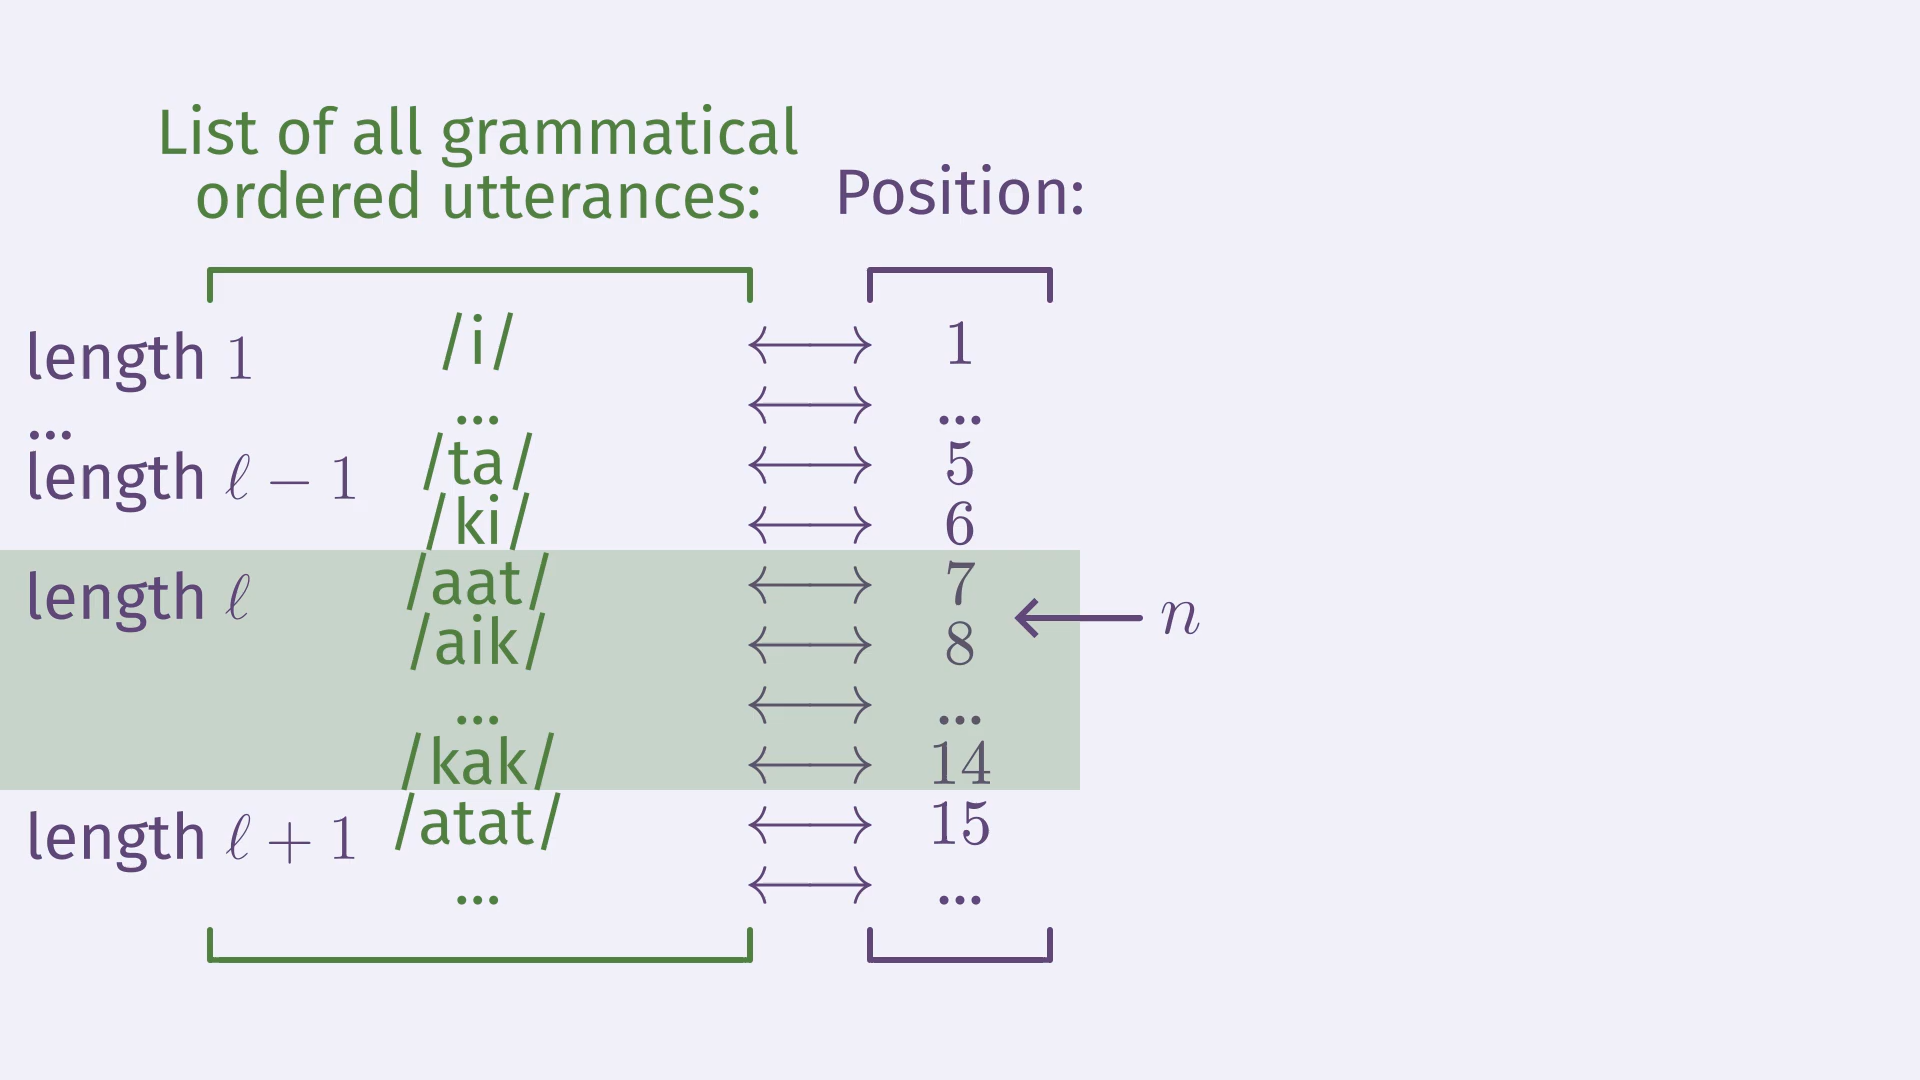 List of all grammatical
ordered utterances:
Position:
length 1 /i/ ⟷ 1
... ... ⟷ ...
length ℓ − 1 /ta/ ⟷ 5
/ki/ ⟷ 6
length ℓ /aat/ ⟷ 7
/aik/ ⟷ 8 ← n
... ⟷ ...
/kak/ ⟷ 14
length ℓ + 1 /atat/ ⟷ 15
... ⟷ ...